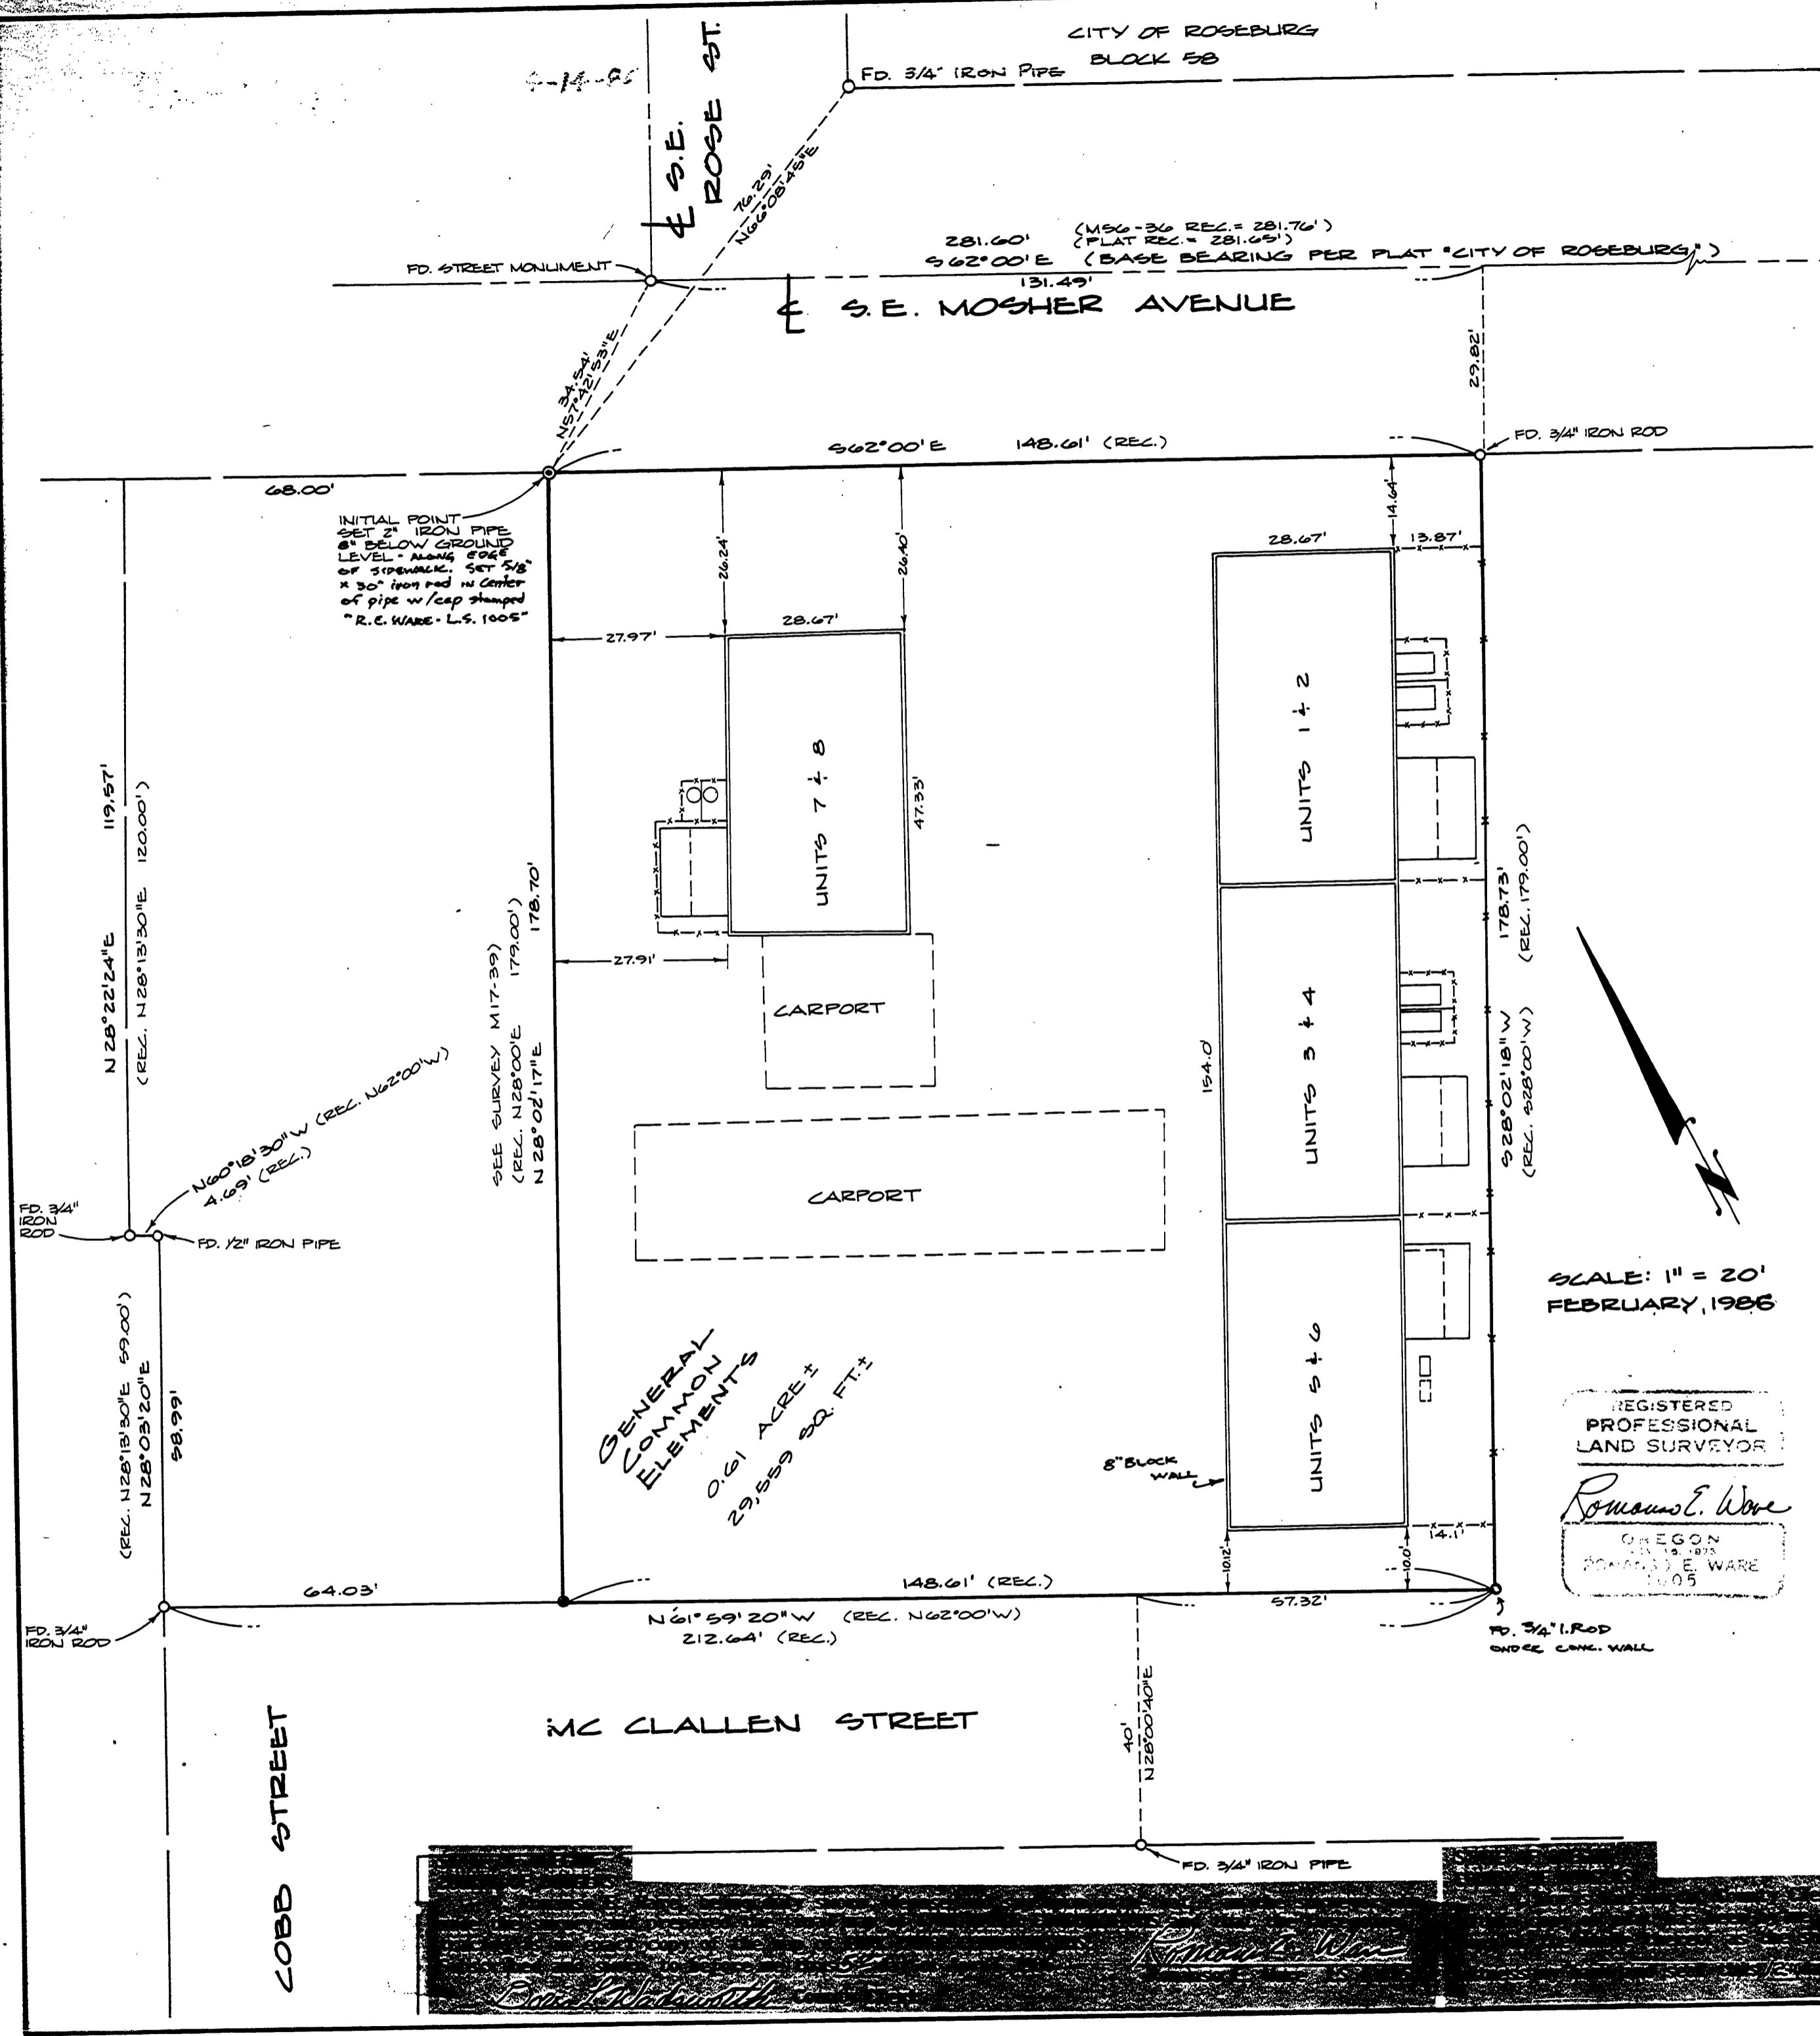 CITY OF ROSEBURG
BLOCK 58
FD. 3/4" IRON PIPE
℄ S.E.
ROSE ST.
76.29'
N66°08'45"E
281.60'
(M56-36 REC.= 281.76')
(PLAT REC.= 281.65')
S62°00'E (BASE BEARING PER PLAT "CITY OF ROSEBURG")
FD. STREET MONUMENT
131.49'
℄ S.E. MOSHER AVENUE
34.54'
N57°42'53"E
29.82'
S62°00'E 148.61' (REC.)
FD. 3/4" IRON ROD
68.00'
INITIAL POINT
SET 2" IRON PIPE
8" BELOW GROUND
LEVEL - ALONG EDGE
OF SIDEWALK. SET 5/8"
x 30" iron rod in center
of pipe w/cap stamped
"R.E. WARE - L.S. 1005"
26.24'
26.40'
14.64'
28.67'
13.87'
27.97'
28.67'
UNITS 7 & 8
47.33'
UNITS 1 & 2
N 28°22'24"E 119.57'
(REC. N28°13'30"E 120.00')
SEE SURVEY M17-39)
(REC. N28°00'E 179.00')
N 28°02'17"E 178.70'
27.91'
CARPORT
154.0'
UNITS 3 & 4
S28°02'18"W 178.73'
(REC. S28°00'W) (REC. 179.00')
N60°18'30"W (REC. N62°00'W)
4.69' (REC.)
CARPORT
FD. 3/4"
IRON
ROD
FD. 1/2" IRON PIPE
N
SCALE: 1" = 20'
FEBRUARY, 1986
(REC. N28°13'30"E 59.00')
N28°03'20"E
58.99'
GENERAL
COMMON
ELEMENTS
0.61 ACRE±
29,559 SQ. FT.±
UNITS 5 & 6
8" BLOCK
WALL
REGISTERED
PROFESSIONAL
LAND SURVEYOR
Romanso E. Ware
OREGON
E. WARE
1005
14.1'
10.12'
10.0'
64.03'
148.61' (REC.)
57.32'
N61°59'20"W (REC. N62°00'W)
212.64' (REC.)
FD. 3/4"
IRON ROD
FD. 3/4" I.ROD
UNDER CONC. WALL
MC CLALLEN STREET
40'
N28°00'40"E
COBB STREET
FD. 3/4" IRON PIPE